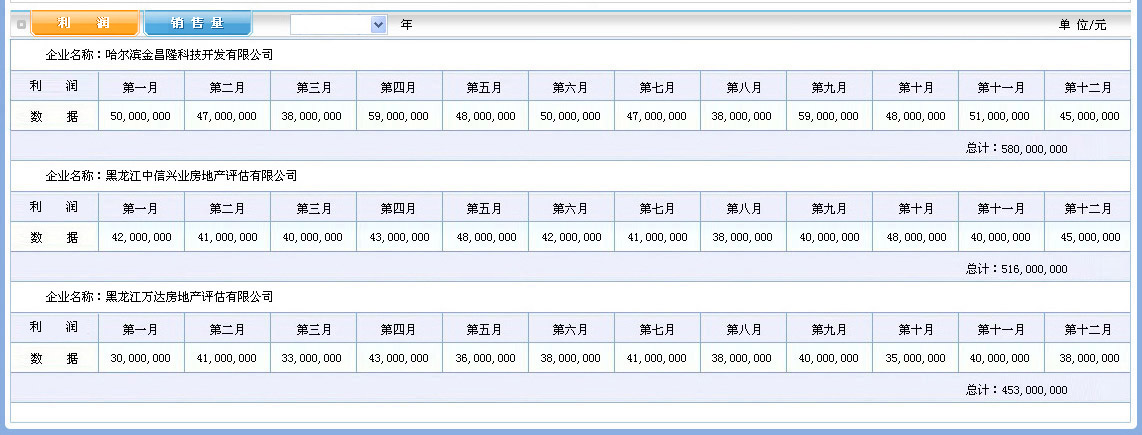 利 润 销 售 量 年 单 位/元
企业名称：哈尔滨金昌隆科技开发有限公司
利 润 第一月 第二月 第三月 第四月 第五月 第六月 第七月 第八月 第九月 第十月 第十一月 第十二月
数 据 50,000,000 47,000,000 38,000,000 59,000,000 48,000,000 50,000,000 47,000,000 38,000,000 59,000,000 48,000,000 51,000,000 45,000,000
总计：580,000,000
企业名称：黑龙江中信兴业房地产评估有限公司
利 润 第一月 第二月 第三月 第四月 第五月 第六月 第七月 第八月 第九月 第十月 第十一月 第十二月
数 据 42,000,000 41,000,000 40,000,000 43,000,000 48,000,000 42,000,000 41,000,000 38,000,000 40,000,000 48,000,000 40,000,000 45,000,000
总计：516,000,000
企业名称：黑龙江万达房地产评估有限公司
利 润 第一月 第二月 第三月 第四月 第五月 第六月 第七月 第八月 第九月 第十月 第十一月 第十二月
数 据 30,000,000 41,000,000 33,000,000 43,000,000 36,000,000 38,000,000 41,000,000 38,000,000 40,000,000 35,000,000 40,000,000 38,000,000
总计：453,000,000